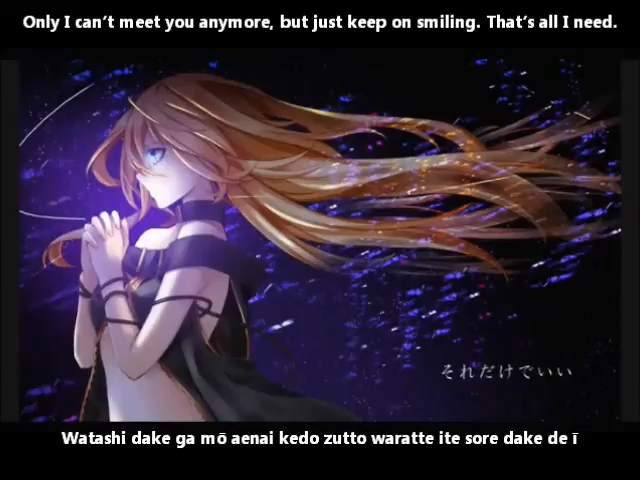 Only I can't meet you anymore, but just keep on smiling. That's all I need.
それだけでいい
Watashi dake ga mō aenai kedo zutto waratte ite sore dake de ī